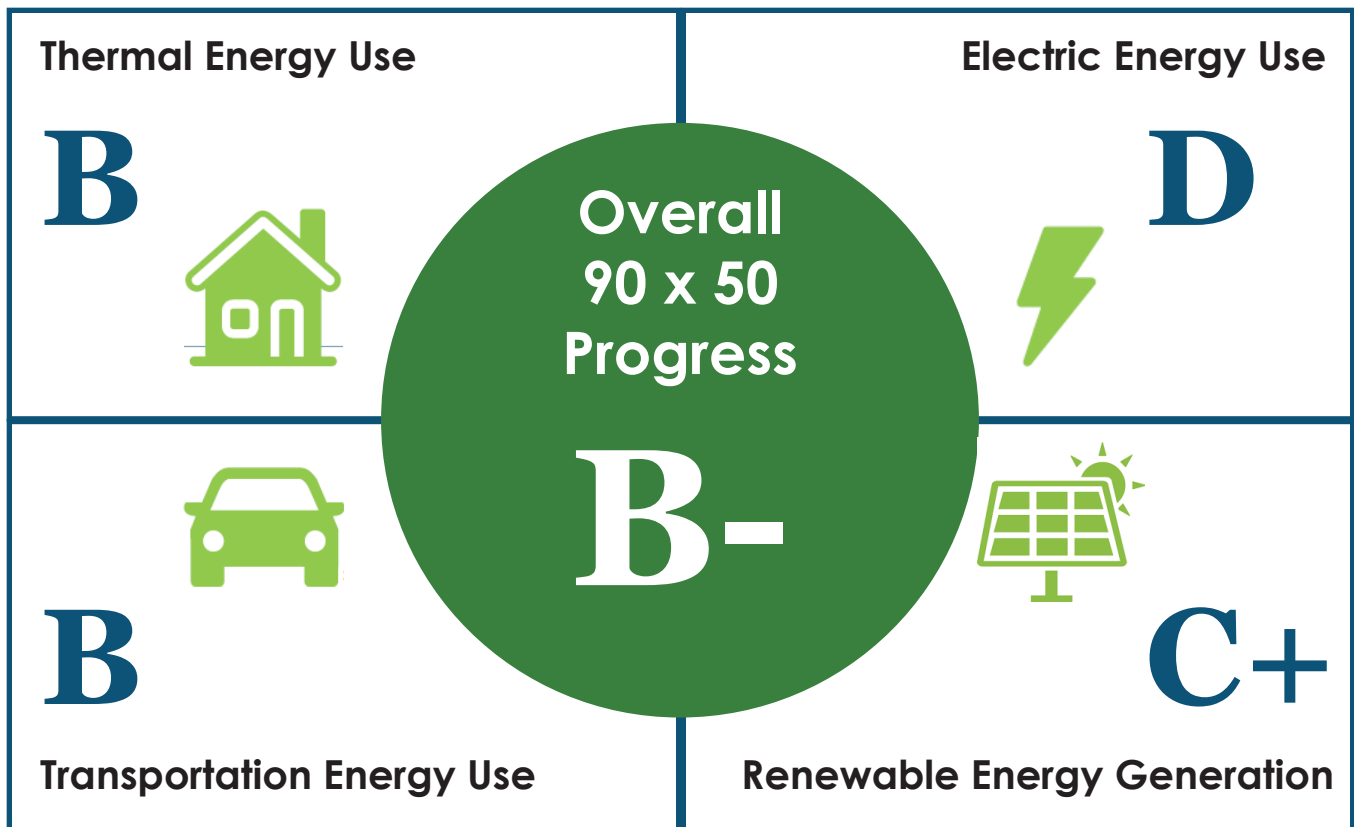 Thermal Energy Use
B
Electric Energy Use
D
Overall
90 x 50
Progress
B-
B
Transportation Energy Use
C+
Renewable Energy Generation